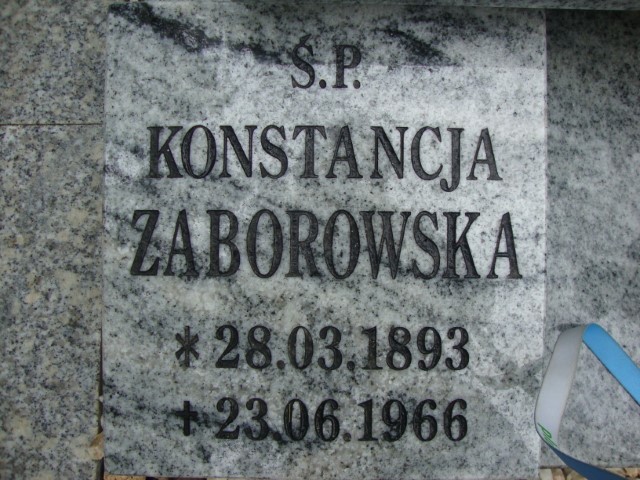 Ś.P.
KONSTANCJA
ZABOROWSKA
* 28.03.1893
+ 23.06.1966